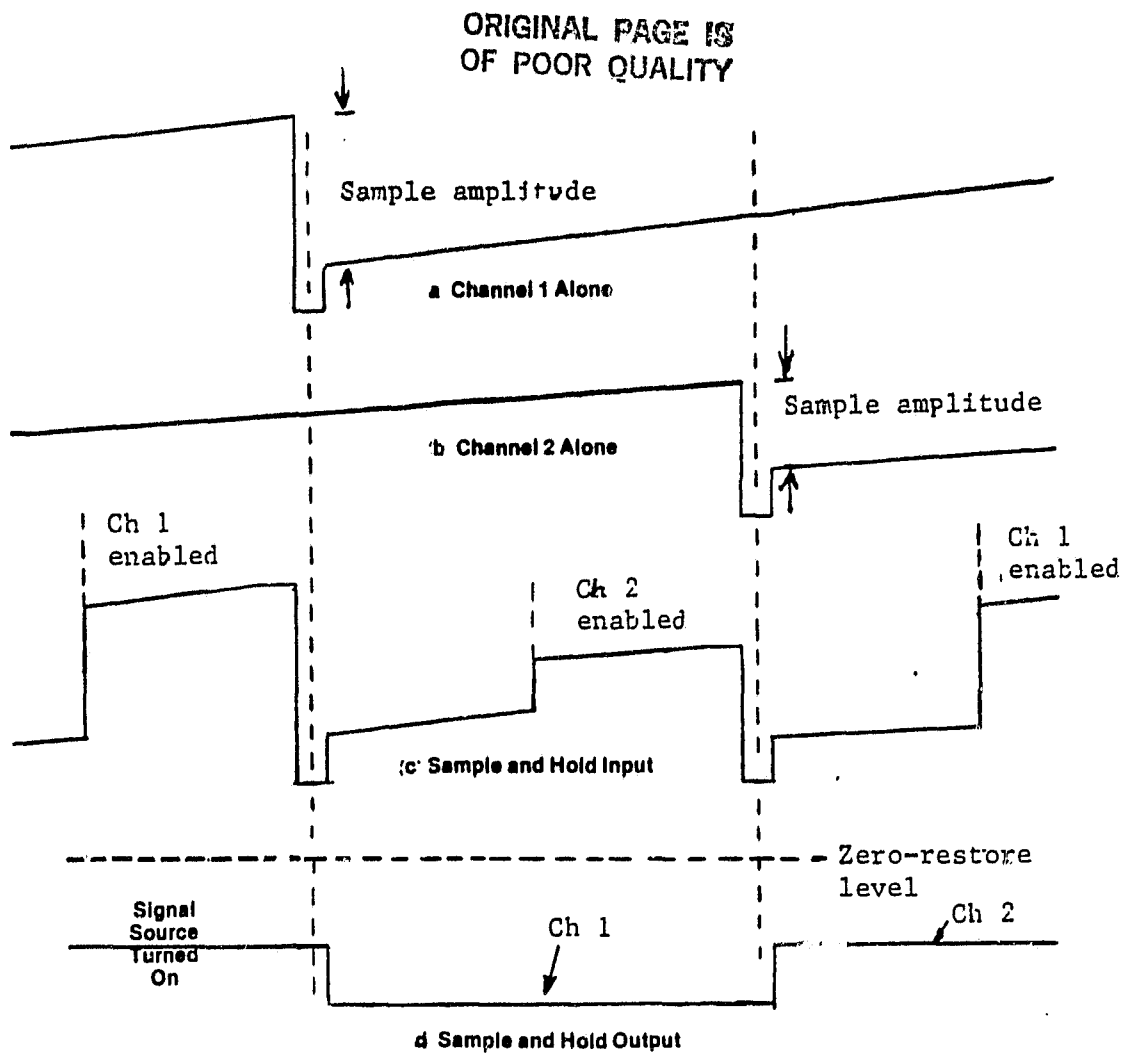 ORIGINAL PAGE IS
OF POOR QUALITY
Sample amplitude
a Channel 1 Alone
Sample amplitude
b Channel 2 Alone
Ch 1
enabled
Ch 1
enabled
Ch 2
enabled
(c) Sample and Hold Input
Zero-restore
level
Signal
Source
Turned
On
Ch 1
Ch 2
d Sample and Hold Output